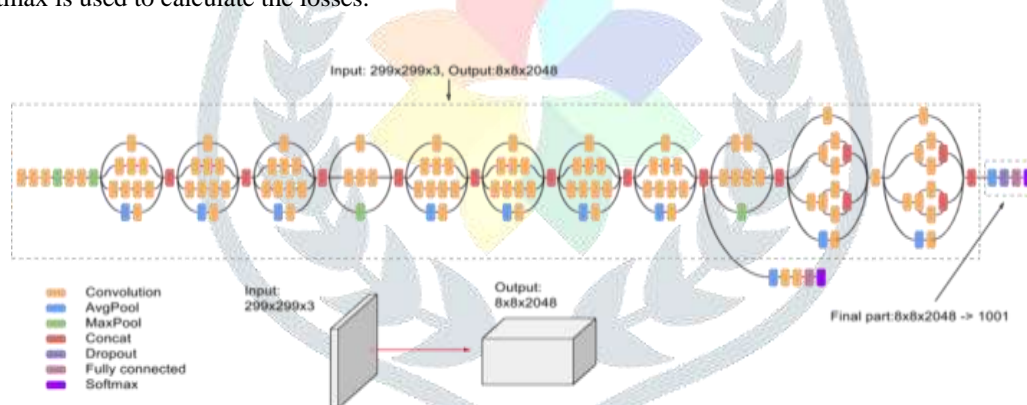 is used to calculate the losses.
Input: 299x299x3, Output:8x8x2048
Input:
299x299x3
Output:
8x8x2048
Convolution
AvgPool
MaxPool
Concat
Dropout
Fully connected
Softmax
Final part:8x8x2048 -> 1001